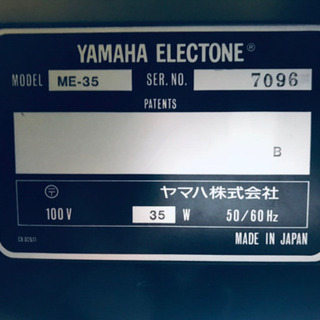 YAMAHA ELECTONE®
MODEL ME-35 SER. NO. 7096
PATENTS
B
〒 ヤマハ株式会社
100V 35 W 50/60Hz
MADE IN JAPAN